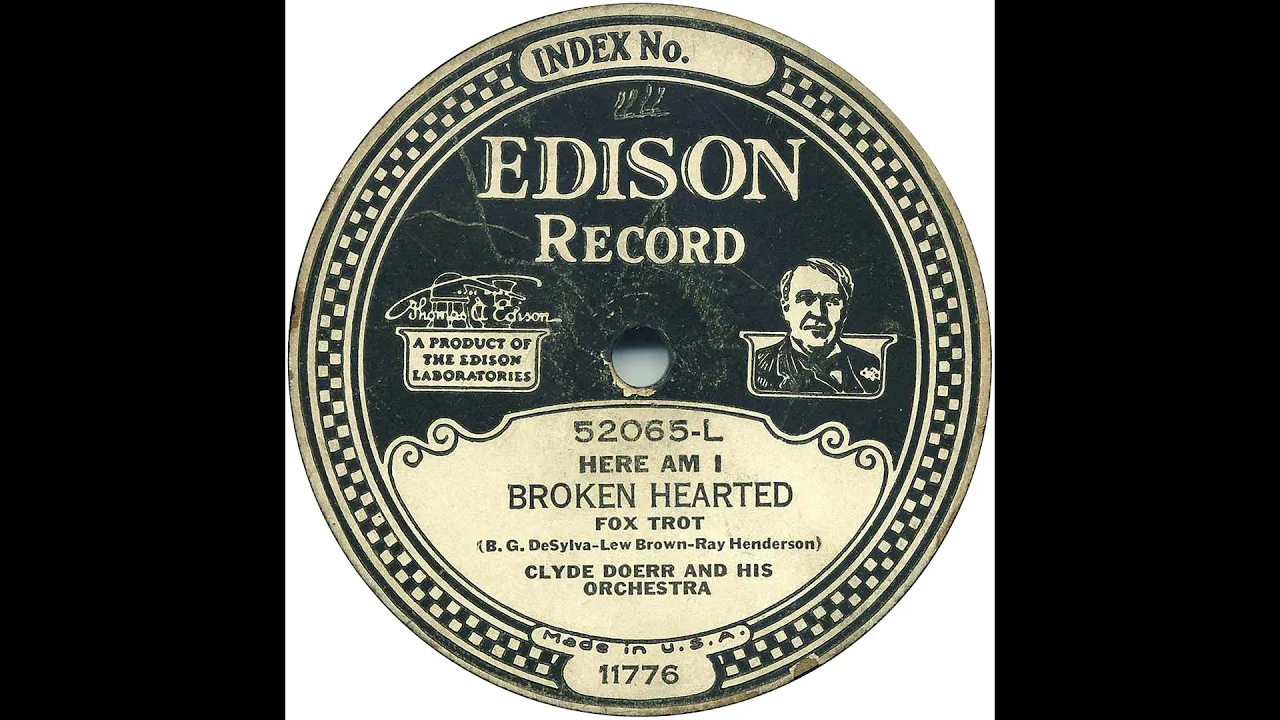 INDEX No.
EDISON
RECORD
Thomas A Edison
A PRODUCT OF
THE EDISON
LABORATORIES
52065-L
HERE AM I
BROKEN HEARTED
FOX TROT
(B. G. DeSylva-Lew Brown-Ray Henderson)
CLYDE DOERR AND HIS
ORCHESTRA
Made in U.S.A.
11776